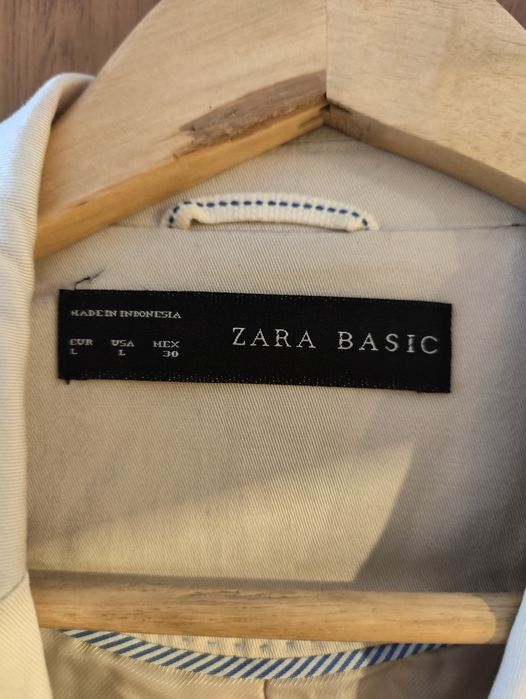 MADE IN INDONESIA
EUR USA MEX
L L 30
ZARA BASIC